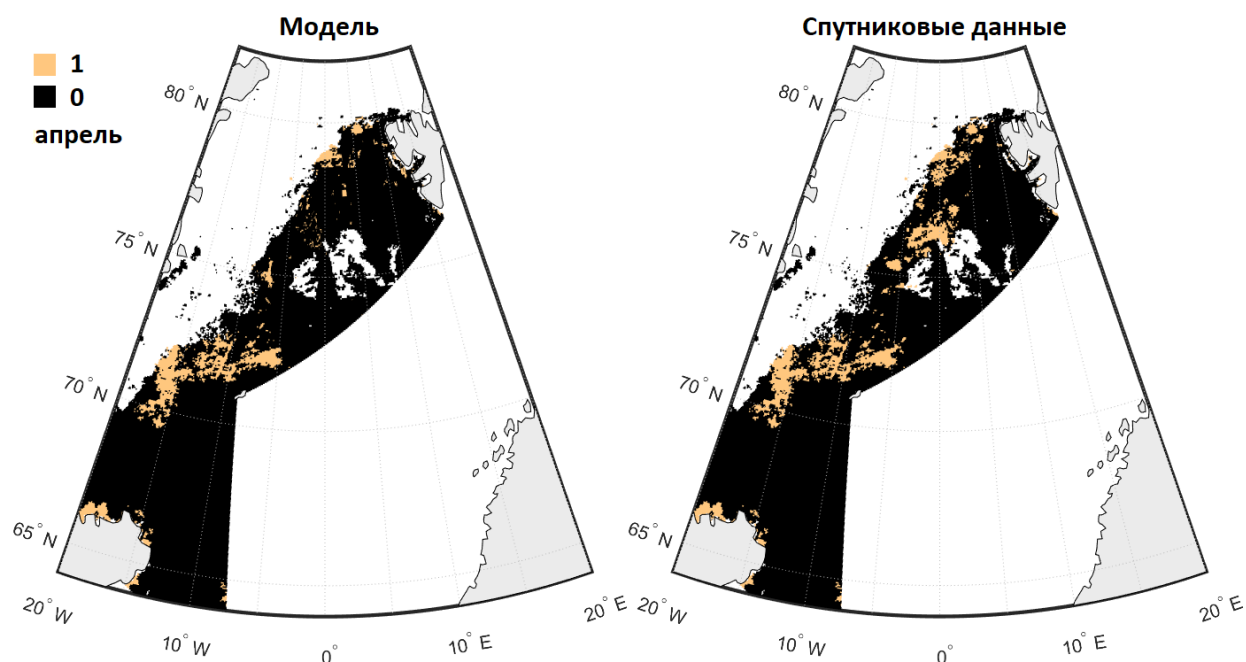 Модель
Спутниковые данные
1
0
апрель
80° N
75° N
70° N
65° N
20° W
10° W
0°
10° E
20° E
80° N
75° N
70° N
65° N
20° W
10° W
0°
10° E
20° E